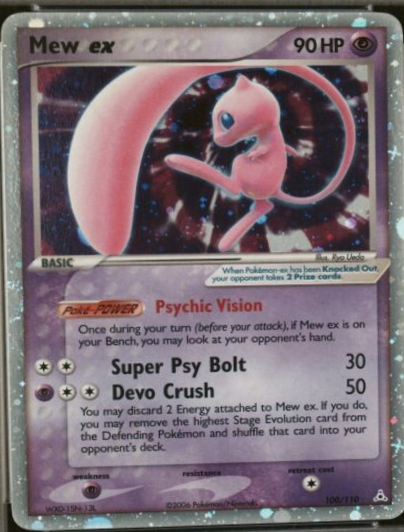 Mew ex 90 HP
Illus. Ryo Ueda
BASIC
When Pokémon-ex has been Knocked Out,
your opponent takes 2 Prize cards.
Poké-POWER Psychic Vision
Once during your turn (before your attack), if Mew ex is on
your Bench, you may look at your opponent's hand.
Super Psy Bolt 30
Devo Crush 50
You may discard 2 Energy attached to Mew ex. If you do,
you may remove the highest Stage Evolution card from
the Defending Pokémon and shuffle that card into your
opponent's deck.
weakness resistance retreat cost
©2006 Pokémon/Nintendo 100/110